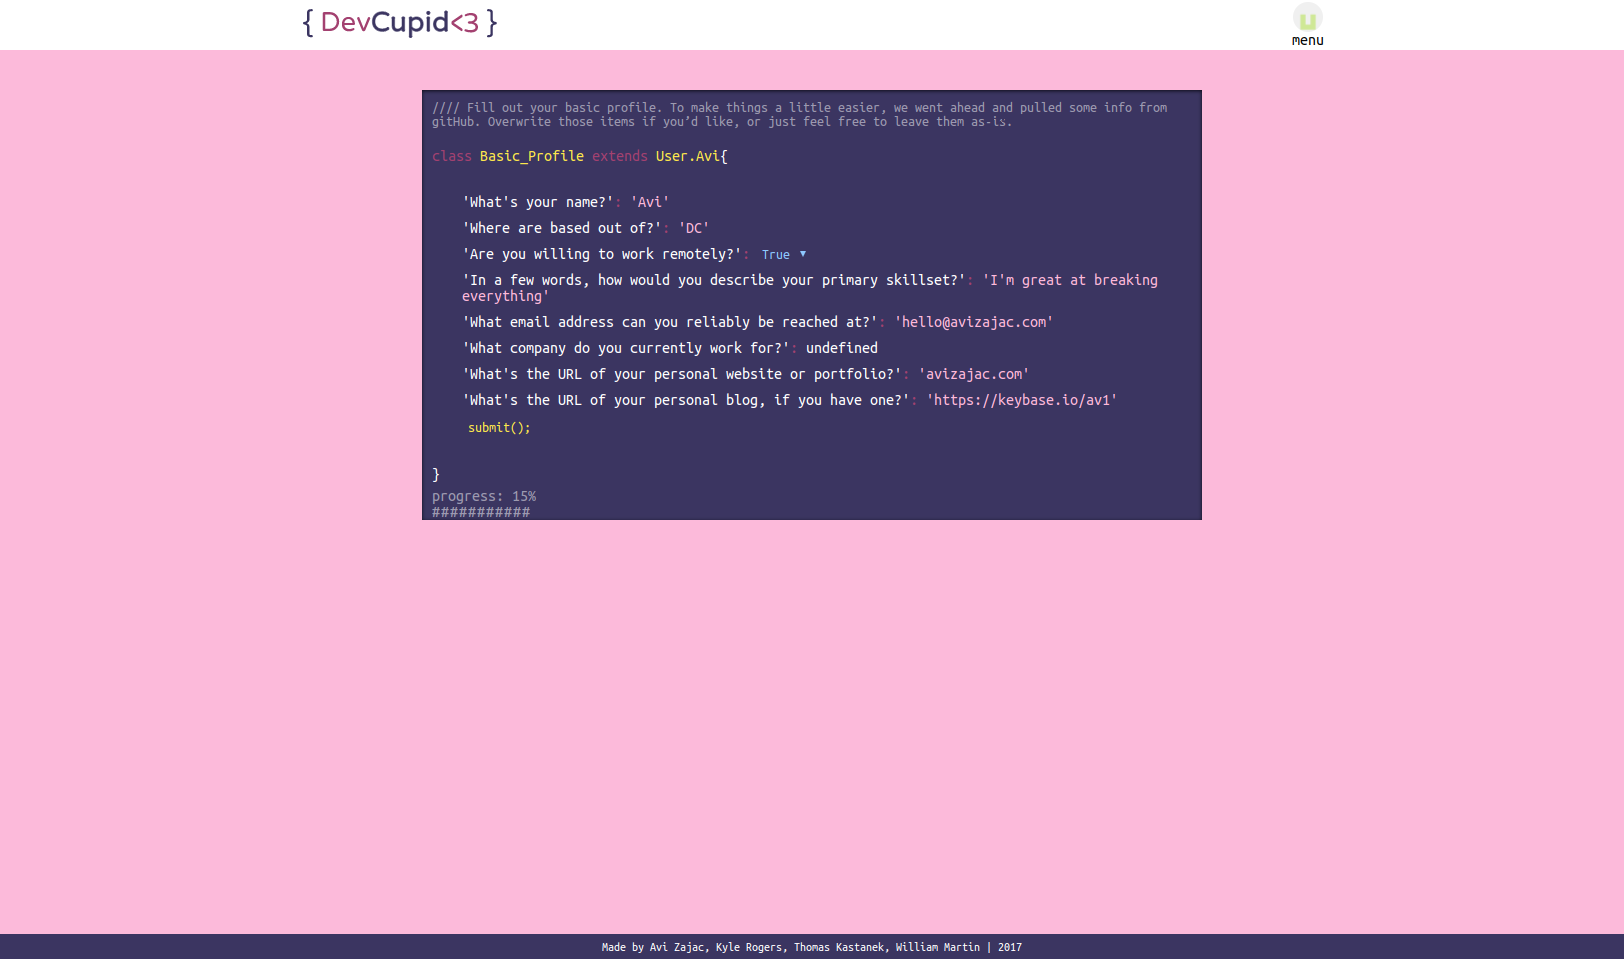 { DevCupid<3 }
menu
//// Fill out your basic profile. To make things a little easier, we went ahead and pulled some info from
gitHub. Overwrite those items if you’d like, or just feel free to leave them as-is.
class Basic_Profile extends User.Avi{
'What's your name?': 'Avi'
'Where are based out of?': 'DC'
'Are you willing to work remotely?': True ▼
'In a few words, how would you describe your primary skillset?': 'I'm great at breaking
everything'
'What email address can you reliably be reached at?': 'hello@avizajac.com'
'What company do you currently work for?': undefined
'What's the URL of your personal website or portfolio?': 'avizajac.com'
'What's the URL of your personal blog, if you have one?': 'https://keybase.io/av1'
submit();
}
progress: 15%
###########
Made by Avi Zajac, Kyle Rogers, Thomas Kastanek, William Martin | 2017